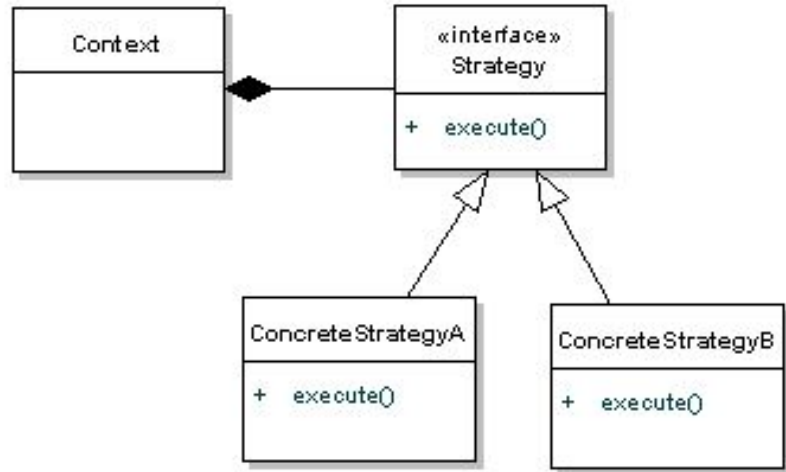 Context
«interface»
Strategy
+ execute()
ConcreteStrategyA
+ execute()
ConcreteStrategyB
+ execute()